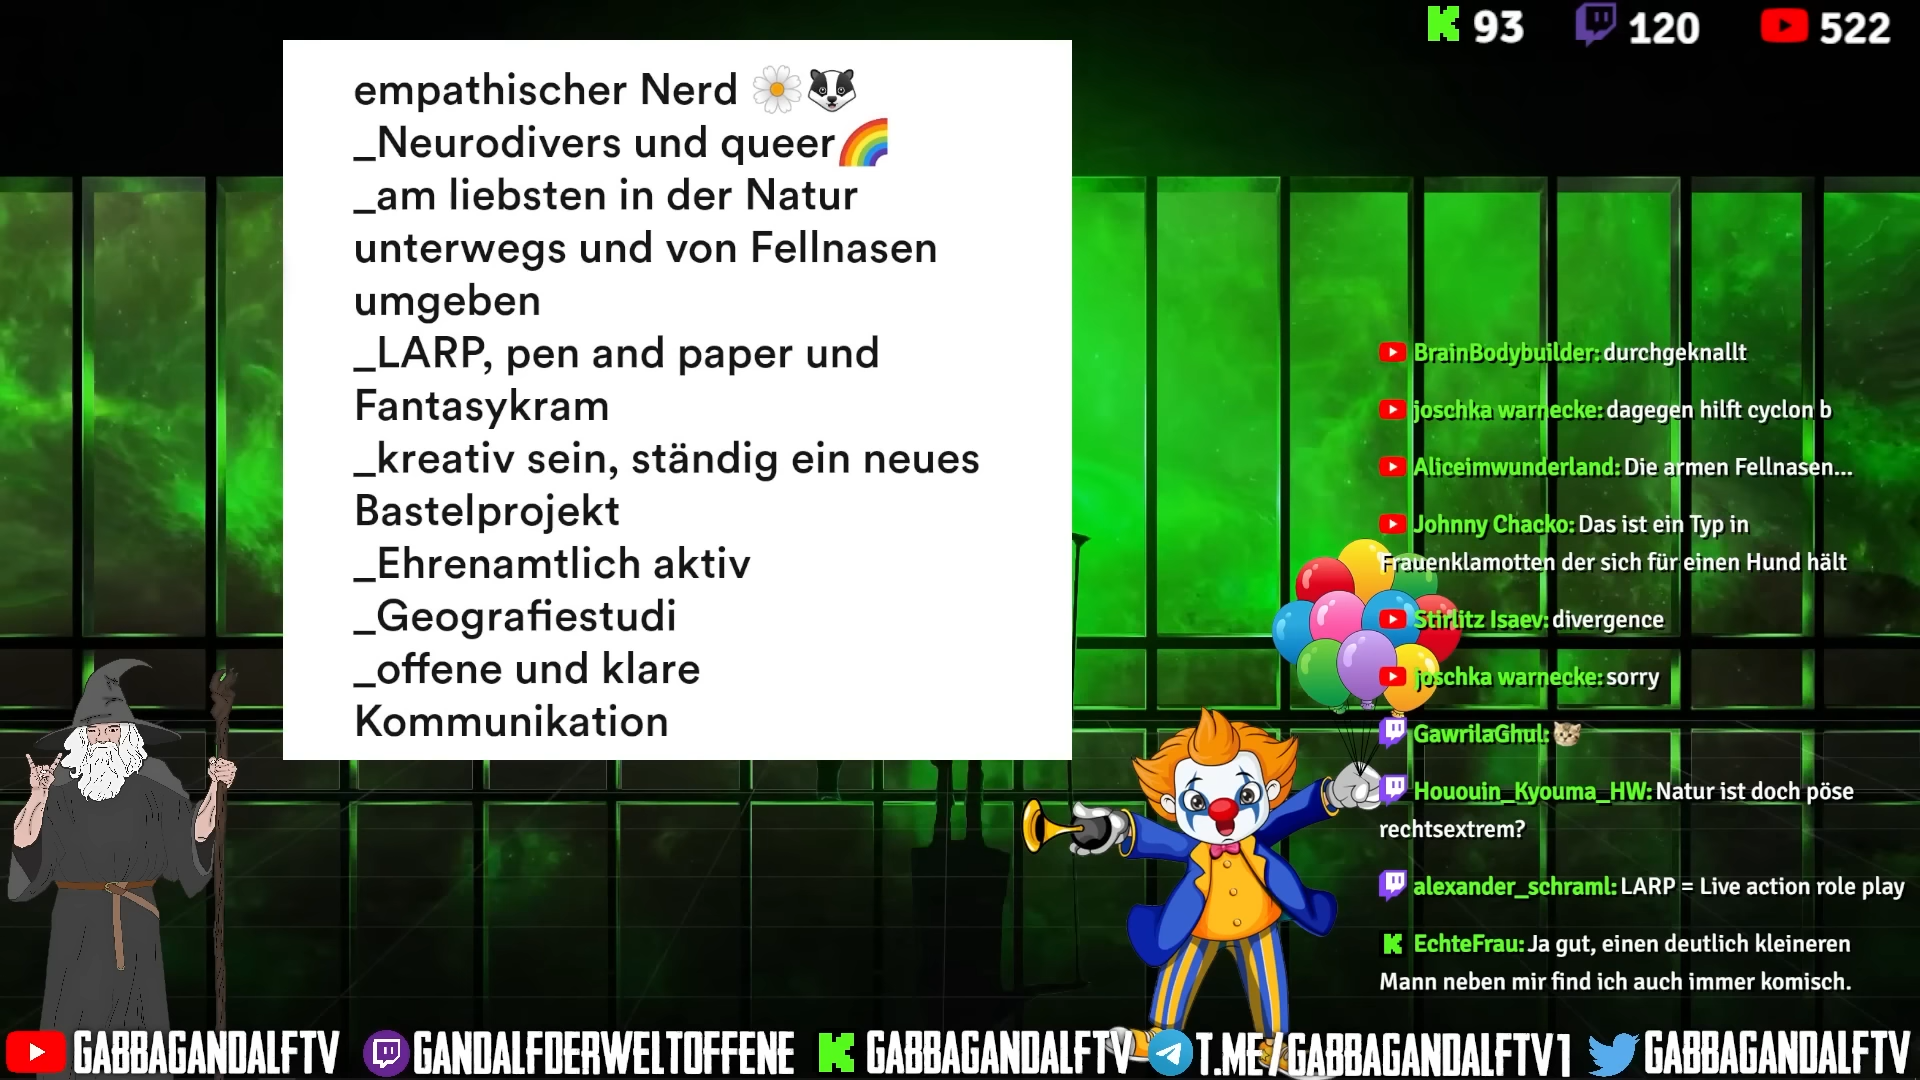 93 120 522
empathischer Nerd
_Neurodivers und queer
_am liebsten in der Natur
unterwegs und von Fellnasen
umgeben
_LARP, pen and paper und
Fantasykram
_kreativ sein, ständig ein neues
Bastelprojekt
_Ehrenamtlich aktiv
_Geografiestudi
_offene und klare
Kommunikation
BrainBodybuilder: durchgeknallt
joschka warnecke: dagegen hilft cyclon b
Aliceimwunderland: Die armen Fellnasen...
Johnny Chacko: Das ist ein Typ in
Frauenklamotten der sich für einen Hund hält
Stirlitz Isaev: divergence
joschka warnecke: sorry
GawrilaGhul:
Hououin_Kyouma_HW: Natur ist doch pöse
rechtsextrem?
alexander_schraml: LARP = Live action role play
EchteFrau: Ja gut, einen deutlich kleineren
Mann neben mir find ich auch immer komisch.
GABBAGANDALFTV GANDALFDERWELTOFFENE GABBAGANDALFTV T.ME/GABBAGANDALFTV1 GABBAGANDALFTV